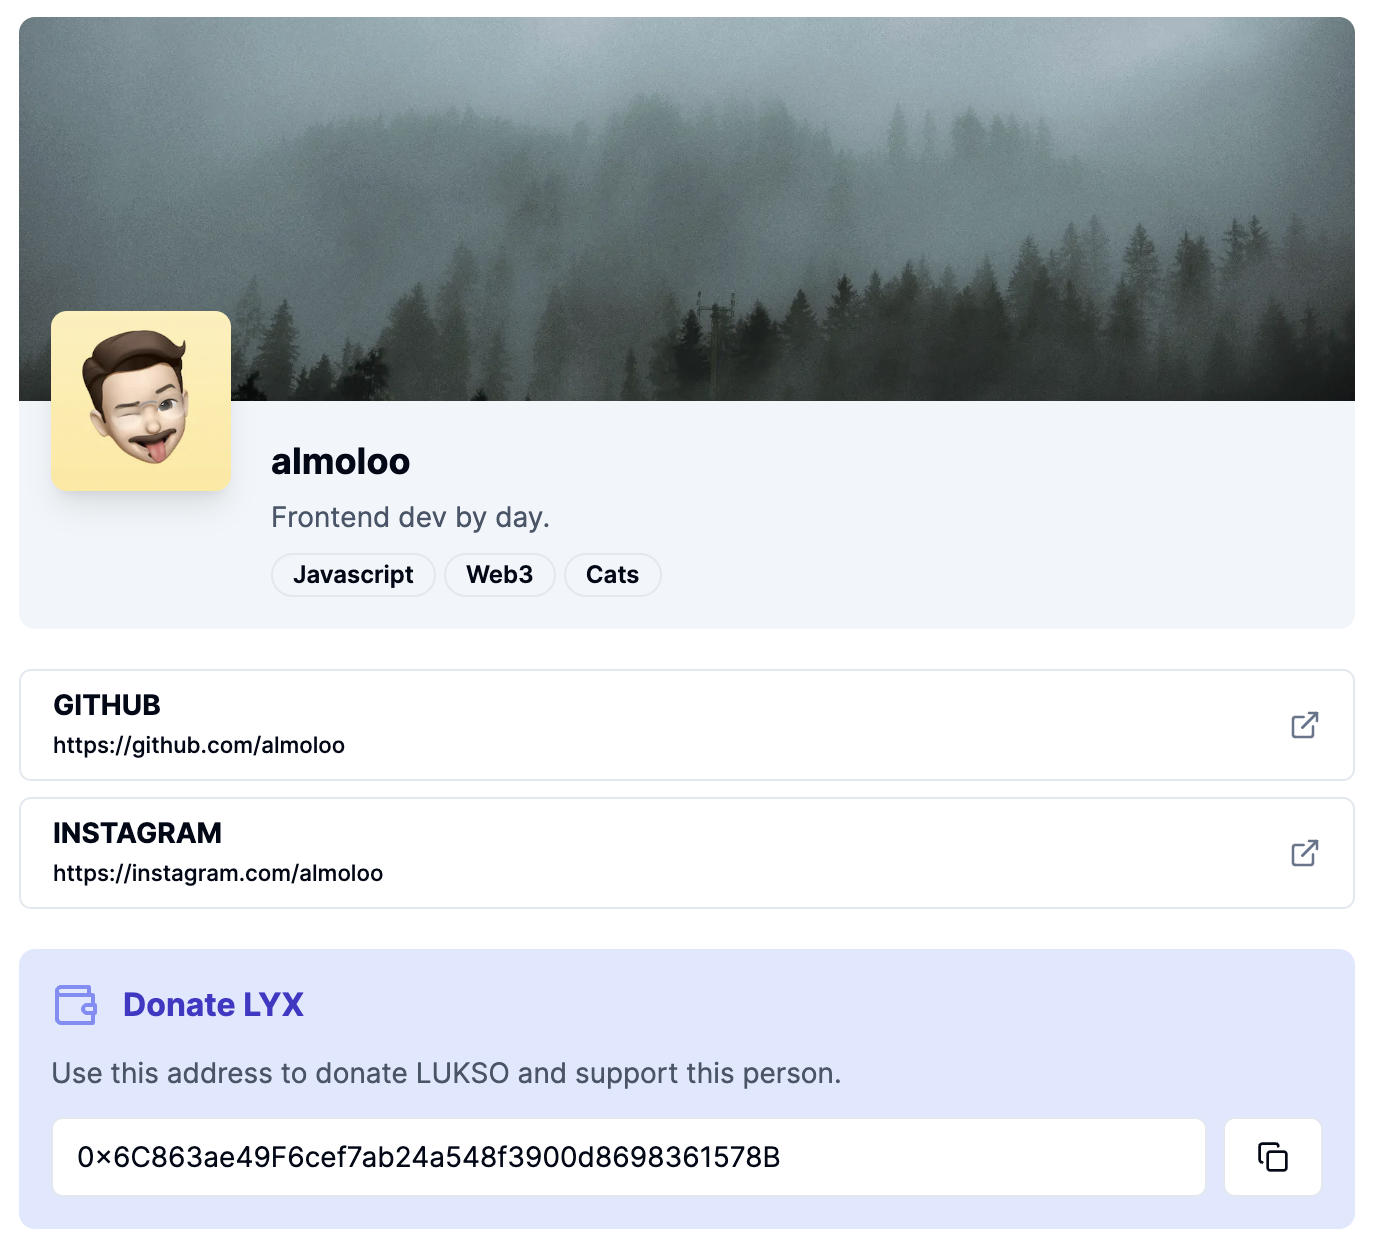 almoloo
Frontend dev by day.
Javascript Web3 Cats
GITHUB
https://github.com/almoloo
INSTAGRAM
https://instagram.com/almoloo
Donate LYX
Use this address to donate LUKSO and support this person.
0x6C863ae49F6cef7ab24a548f3900d8698361578B